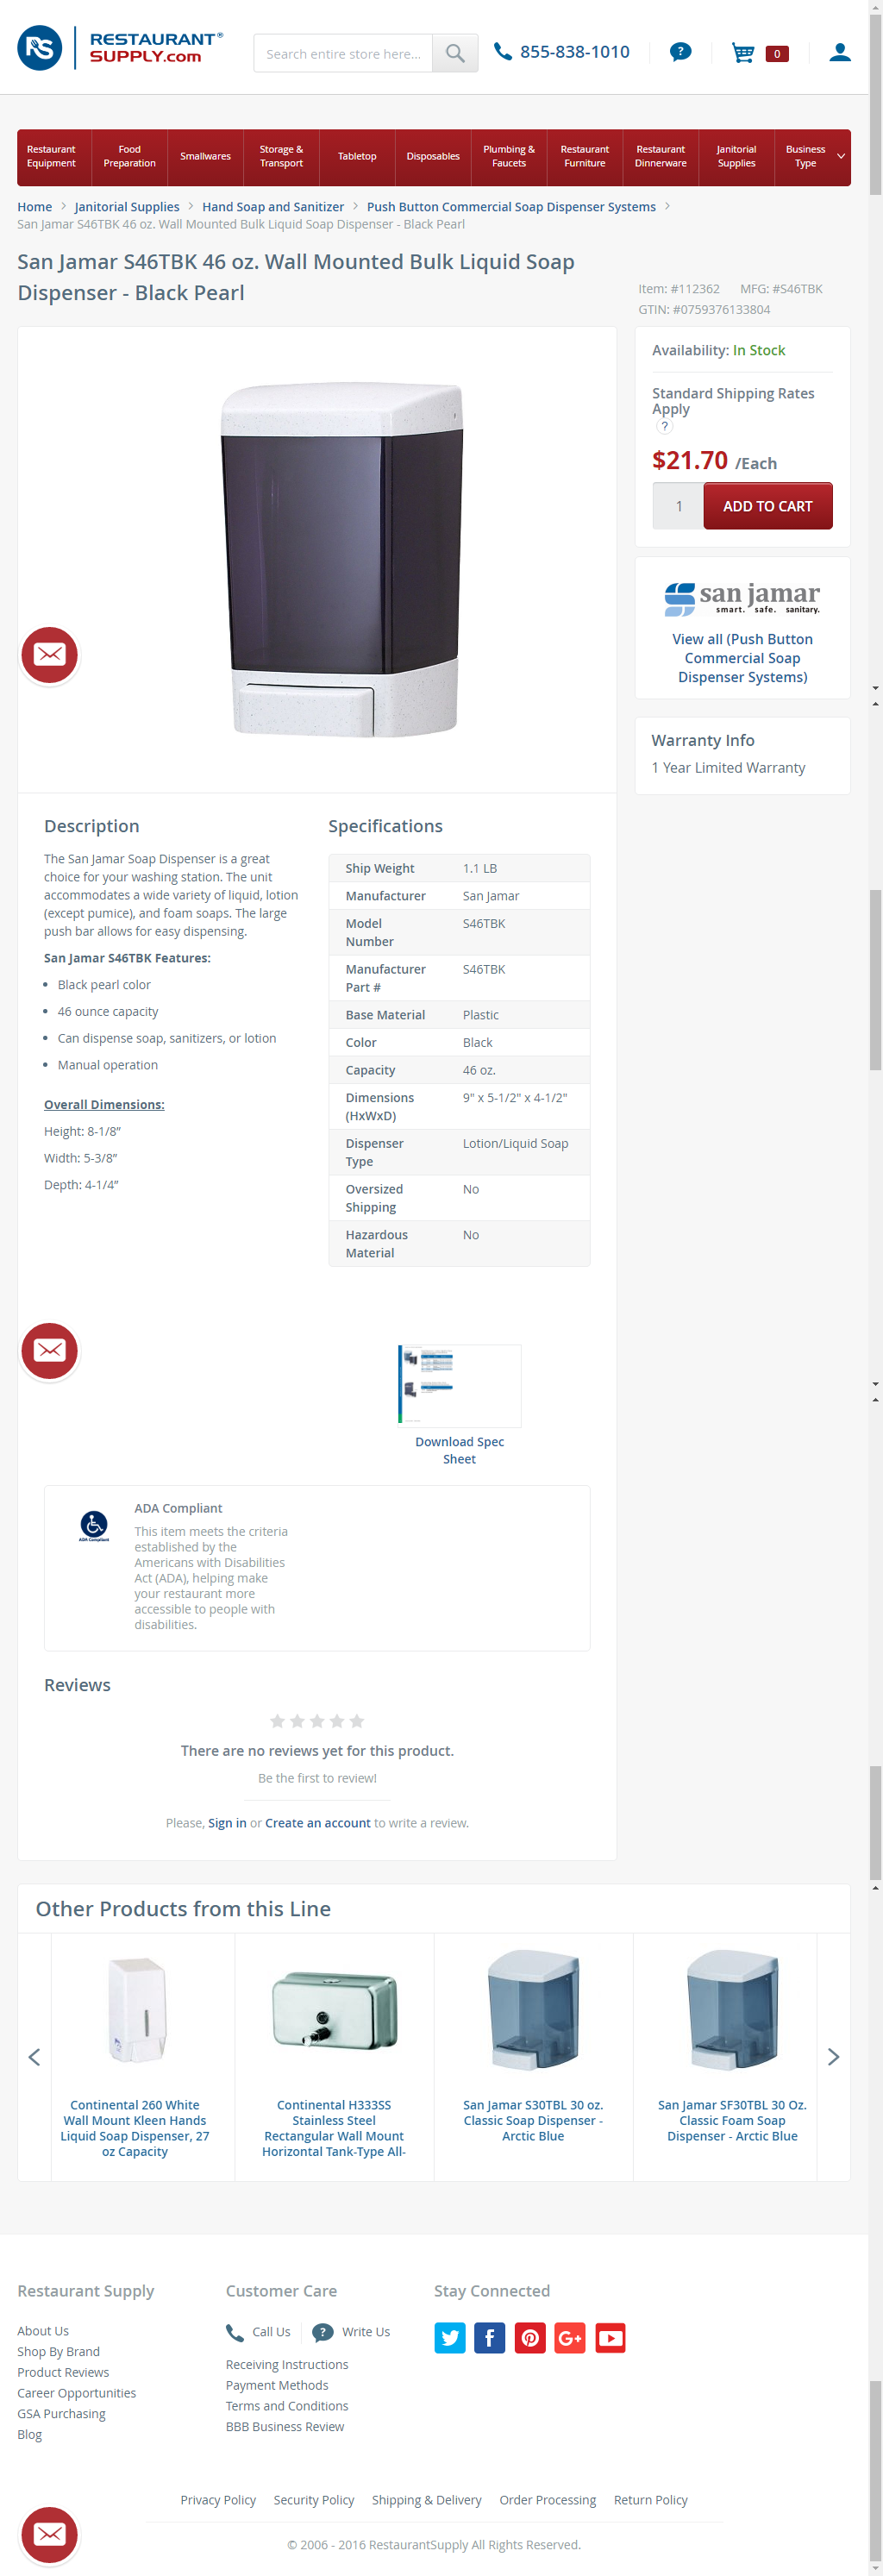 RS RESTAURANT®
SUPPLY.com
Search entire store here...
855-838-1010
?
0
Restaurant Equipment
Food Preparation
Smallwares
Storage & Transport
Tabletop
Disposables
Plumbing & Faucets
Restaurant Furniture
Restaurant Dinnerware
Janitorial Supplies
Business Type
Home > Janitorial Supplies > Hand Soap and Sanitizer > Push Button Commercial Soap Dispenser Systems >
San Jamar S46TBK 46 oz. Wall Mounted Bulk Liquid Soap Dispenser - Black Pearl
San Jamar S46TBK 46 oz. Wall Mounted Bulk Liquid Soap
Dispenser - Black Pearl
Item: #112362 MFG: #S46TBK
GTIN: #0759376133804
Availability: In Stock
Standard Shipping Rates
Apply
?
$21.70 /Each
1 ADD TO CART
san jamar
smart. safe. sanitary.
View all (Push Button
Commercial Soap
Dispenser Systems)
Warranty Info
1 Year Limited Warranty
Description
The San Jamar Soap Dispenser is a great
choice for your washing station. The unit
accommodates a wide variety of liquid, lotion
(except pumice), and foam soaps. The large
push bar allows for easy dispensing.
San Jamar S46TBK Features:
• Black pearl color
• 46 ounce capacity
• Can dispense soap, sanitizers, or lotion
• Manual operation
Overall Dimensions:
Height: 8-1/8”
Width: 5-3/8”
Depth: 4-1/4”
Specifications
Ship Weight 1.1 LB
Manufacturer San Jamar
Model Number S46TBK
Manufacturer Part # S46TBK
Base Material Plastic
Color Black
Capacity 46 oz.
Dimensions (HxWxD) 9" x 5-1/2" x 4-1/2"
Dispenser Type Lotion/Liquid Soap
Oversized Shipping No
Hazardous Material No
Download Spec
Sheet
ADA Compliant
ADA Compliant
This item meets the criteria
established by the
Americans with Disabilities
Act (ADA), helping make
your restaurant more
accessible to people with
disabilities.
Reviews
There are no reviews yet for this product.
Be the first to review!
Please, Sign in or Create an account to write a review.
Other Products from this Line
Continental 260 White
Wall Mount Kleen Hands
Liquid Soap Dispenser, 27
oz Capacity
Continental H333SS
Stainless Steel
Rectangular Wall Mount
Horizontal Tank-Type All-
San Jamar S30TBL 30 oz.
Classic Soap Dispenser -
Arctic Blue
San Jamar SF30TBL 30 Oz.
Classic Foam Soap
Dispenser - Arctic Blue
Restaurant Supply
About Us
Shop By Brand
Product Reviews
Career Opportunities
GSA Purchasing
Blog
Customer Care
Call Us ? Write Us
Receiving Instructions
Payment Methods
Terms and Conditions
BBB Business Review
Stay Connected
f G+
Privacy Policy Security Policy Shipping & Delivery Order Processing Return Policy
© 2006 - 2016 RestaurantSupply All Rights Reserved.